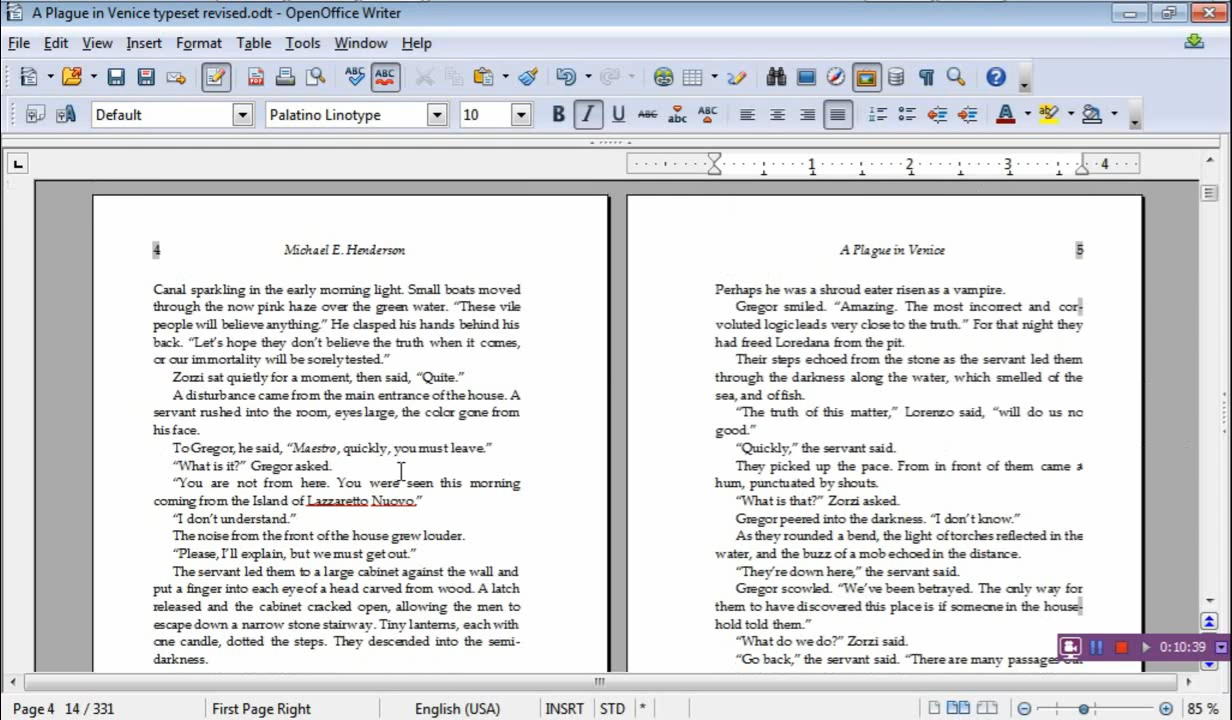 A Plague in Venice typeset revised.odt - OpenOffice Writer
File Edit View Insert Format Table Tools Window Help
Default Palatino Linotype 10 B I U ABC abc ABC A
1 2 3 4
4 Michael E. Henderson
Canal sparkling in the early morning light. Small boats moved
through the now pink haze over the green water. “These vile
people will believe anything.” He clasped his hands behind his
back. “Let’s hope they don’t believe the truth when it comes,
or our immortality will be sorely tested.”
Zorzi sat quietly for a moment, then said, “Quite.”
A disturbance came from the main entrance of the house. A
servant rushed into the room, eyes large, the color gone from
his face.
To Gregor, he said, “Maestro, quickly, you must leave.”
“What is it?” Gregor asked.
“You are not from here. You were seen this morning
coming from the Island of Lazzaretto Nuovo.”
“I don’t understand.”
The noise from the front of the house grew louder.
“Please, I’ll explain, but we must get out.”
The servant led them to a large cabinet against the wall and
put a finger into each eye of a head carved from wood. A latch
released and the cabinet cracked open, allowing the men to
escape down a narrow stone stairway. Tiny lanterns, each with
one candle, dotted the steps. They descended into the semi-
darkness.
A Plague in Venice 5
Perhaps he was a shroud eater risen as a vampire.
Gregor smiled. “Amazing. The most incorrect and con-
voluted logic leads very close to the truth.” For that night they
had freed Loredana from the pit.
Their steps echoed from the stone as the servant led them
through the darkness along the water, which smelled of the
sea, and of fish.
“The truth of this matter,” Lorenzo said, “will do us no
good.”
“Quickly,” the servant said.
They picked up the pace. From in front of them came a
hum, punctuated by shouts.
“What is that?” Zorzi asked.
Gregor peered into the darkness. “I don’t know.”
As they rounded a bend, the light of torches reflected in the
water, and the buzz of a mob echoed in the distance.
“They’re down here,” the servant said.
Gregor scowled. “We’ve been betrayed. The only way for
them to have discovered this place is if someone in the house-
hold told them.”
“What do we do?” Zorzi said.
“Go back,” the servant said. “There are many passages
0:10:39
Page 4 14 / 331 First Page Right English (USA) INSRT STD * 85 %